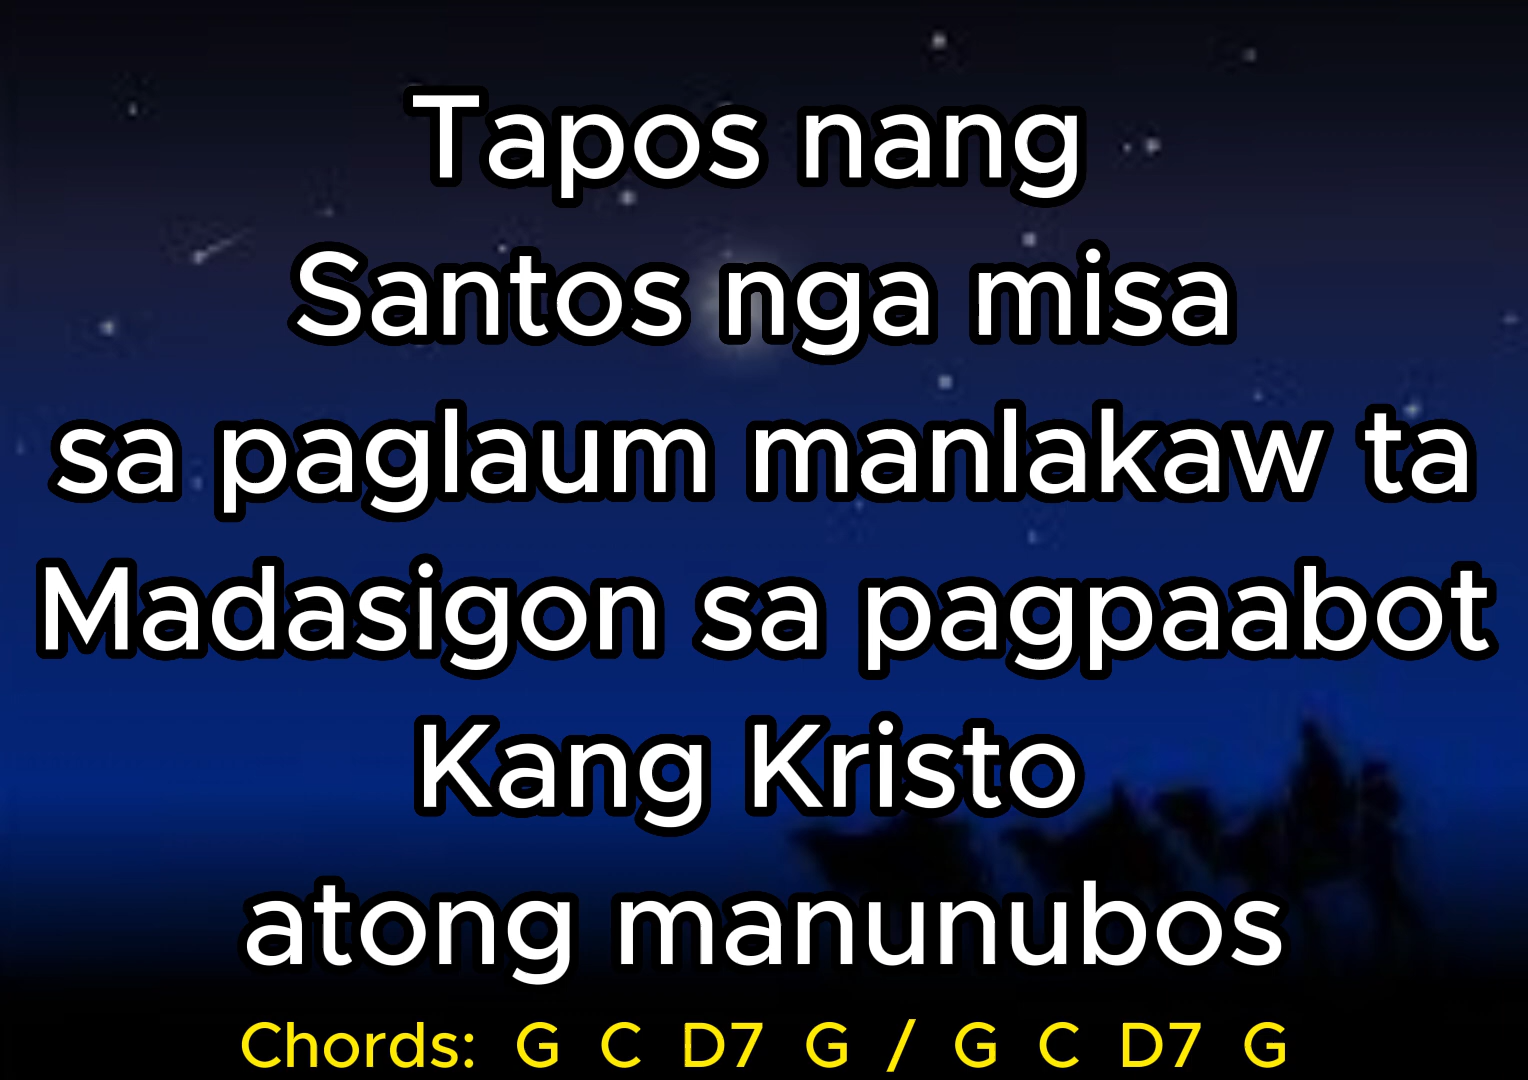 Tapos nang
Santos nga misa
sa paglaum manlakaw ta
Madasigon sa pagpaabot
Kang Kristo
atong manunubos
Chords: G C D7 G / G C D7 G